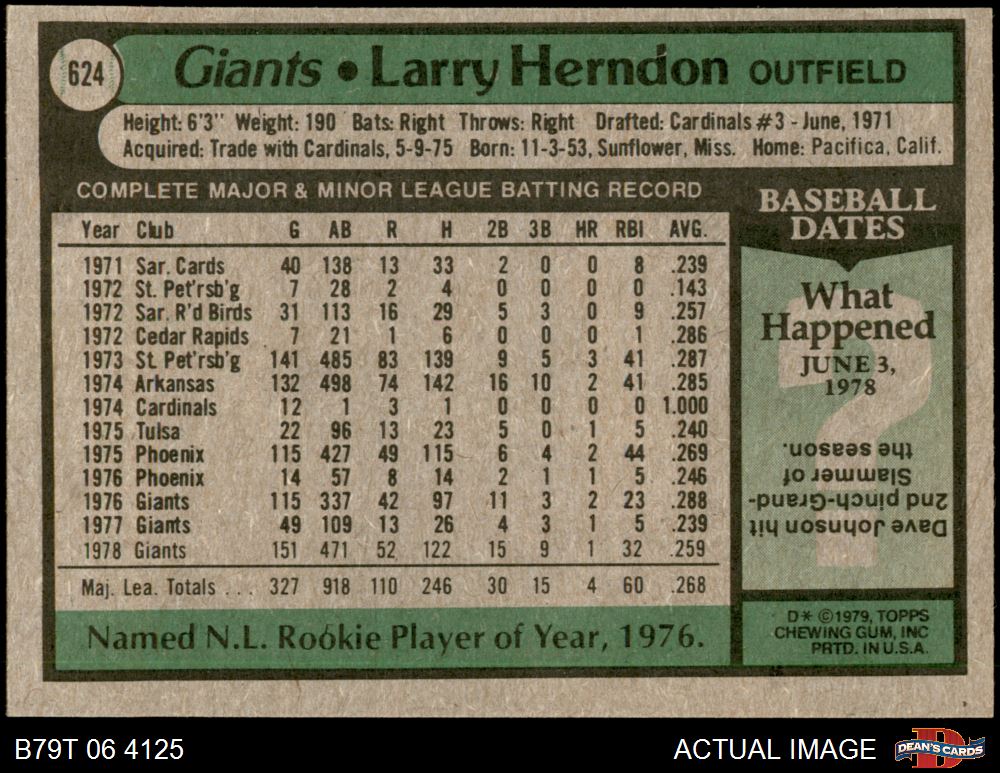 624
Giants • Larry Herndon OUTFIELD
Height: 6'3" Weight: 190 Bats: Right Throws: Right Drafted: Cardinals #3 - June, 1971
Acquired: Trade with Cardinals, 5-9-75 Born: 11-3-53, Sunflower, Miss. Home: Pacifica, Calif.
COMPLETE MAJOR & MINOR LEAGUE BATTING RECORD
Year Club G AB R H 2B 3B HR RBI AVG.
1971 Sar. Cards 40 138 13 33 2 0 0 8 .239
1972 St. Pet'rsb'g 7 28 2 4 0 0 0 0 .143
1972 Sar. R'd Birds 31 113 16 29 5 3 0 9 .257
1972 Cedar Rapids 7 21 1 6 0 0 0 1 .286
1973 St. Pet'rsb'g 141 485 83 139 9 5 3 41 .287
1974 Arkansas 132 498 74 142 16 10 2 41 .285
1974 Cardinals 12 1 3 1 0 0 0 0 1.000
1975 Tulsa 22 96 13 23 5 0 1 5 .240
1975 Phoenix 115 427 49 115 6 4 2 44 .269
1976 Phoenix 14 57 8 14 2 1 1 5 .246
1976 Giants 115 337 42 97 11 3 2 23 .288
1977 Giants 49 109 13 26 4 3 1 5 .239
1978 Giants 151 471 52 122 15 9 1 32 .259
Maj. Lea. Totals . . . 327 918 110 246 30 15 4 60 .268
Named N.L. Rookie Player of Year, 1976.
BASEBALL
DATES
What
Happened
JUNE 3,
1978
Dave Johnson hit
2nd pinch-Grand-
Slammer of
the season.
D* ©1979, TOPPS
CHEWING GUM, INC
PRTD. IN U.S.A.
B79T 06 4125
ACTUAL IMAGE
DEAN'S CARDS